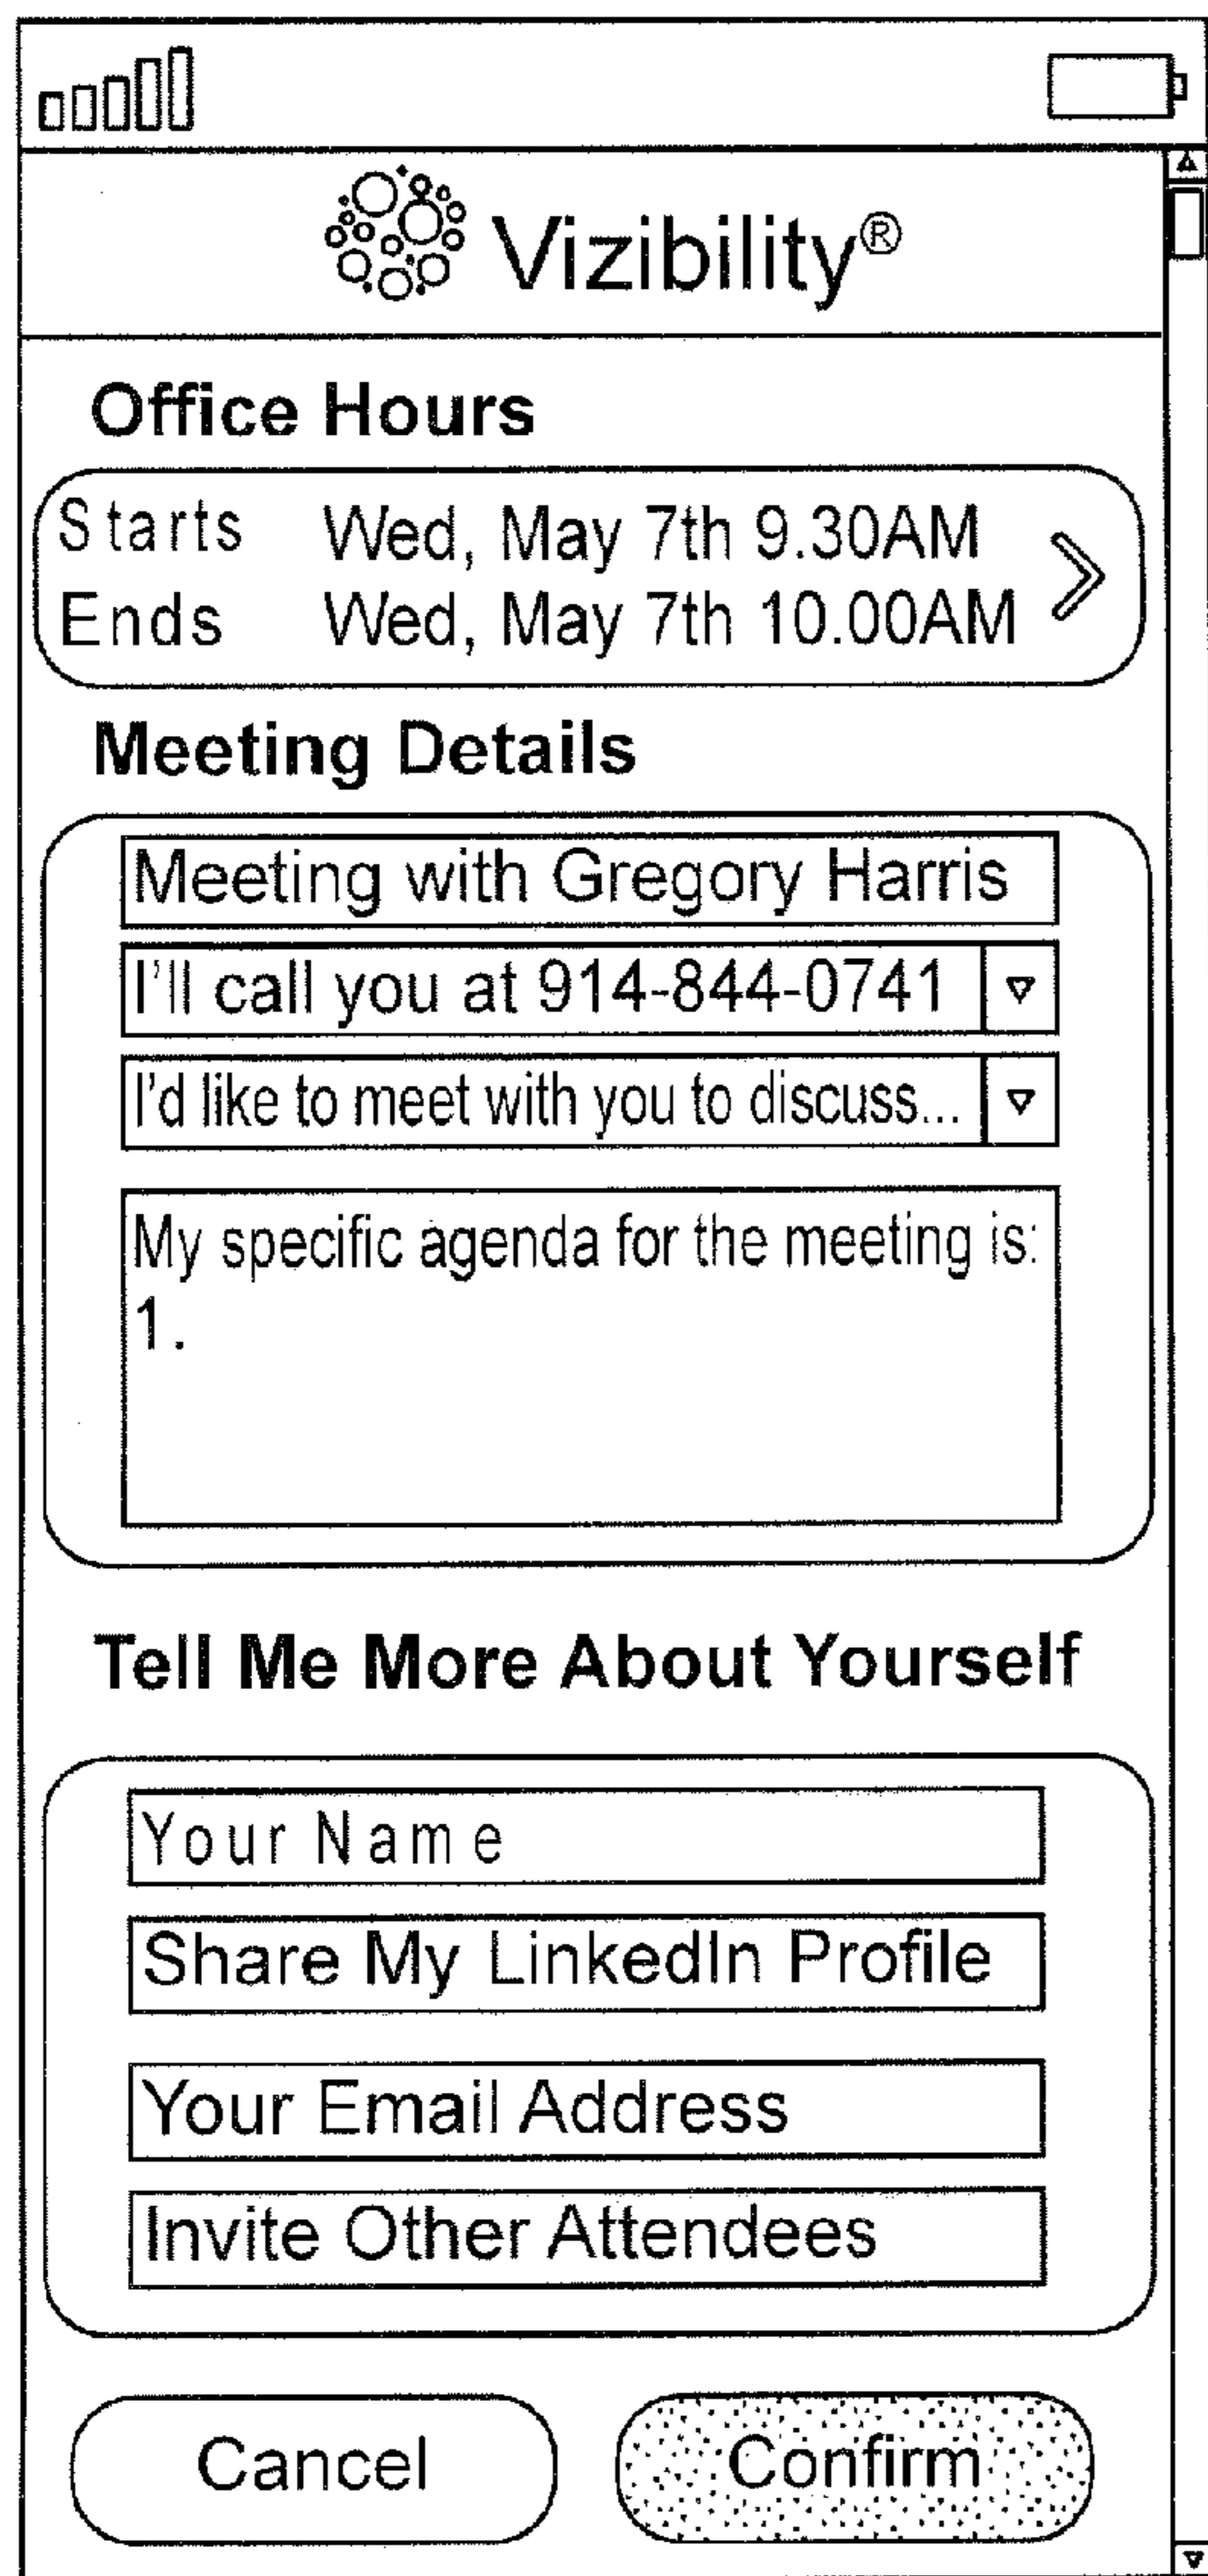 Vizibility®
Office Hours
Starts Wed, May 7th 9.30AM
Ends Wed, May 7th 10.00AM
Meeting Details
Meeting with Gregory Harris
I'll call you at 914-844-0741
I'd like to meet with you to discuss...
My specific agenda for the meeting is:
1.
Tell Me More About Yourself
Your Name
Share My LinkedIn Profile
Your Email Address
Invite Other Attendees
Cancel Confirm